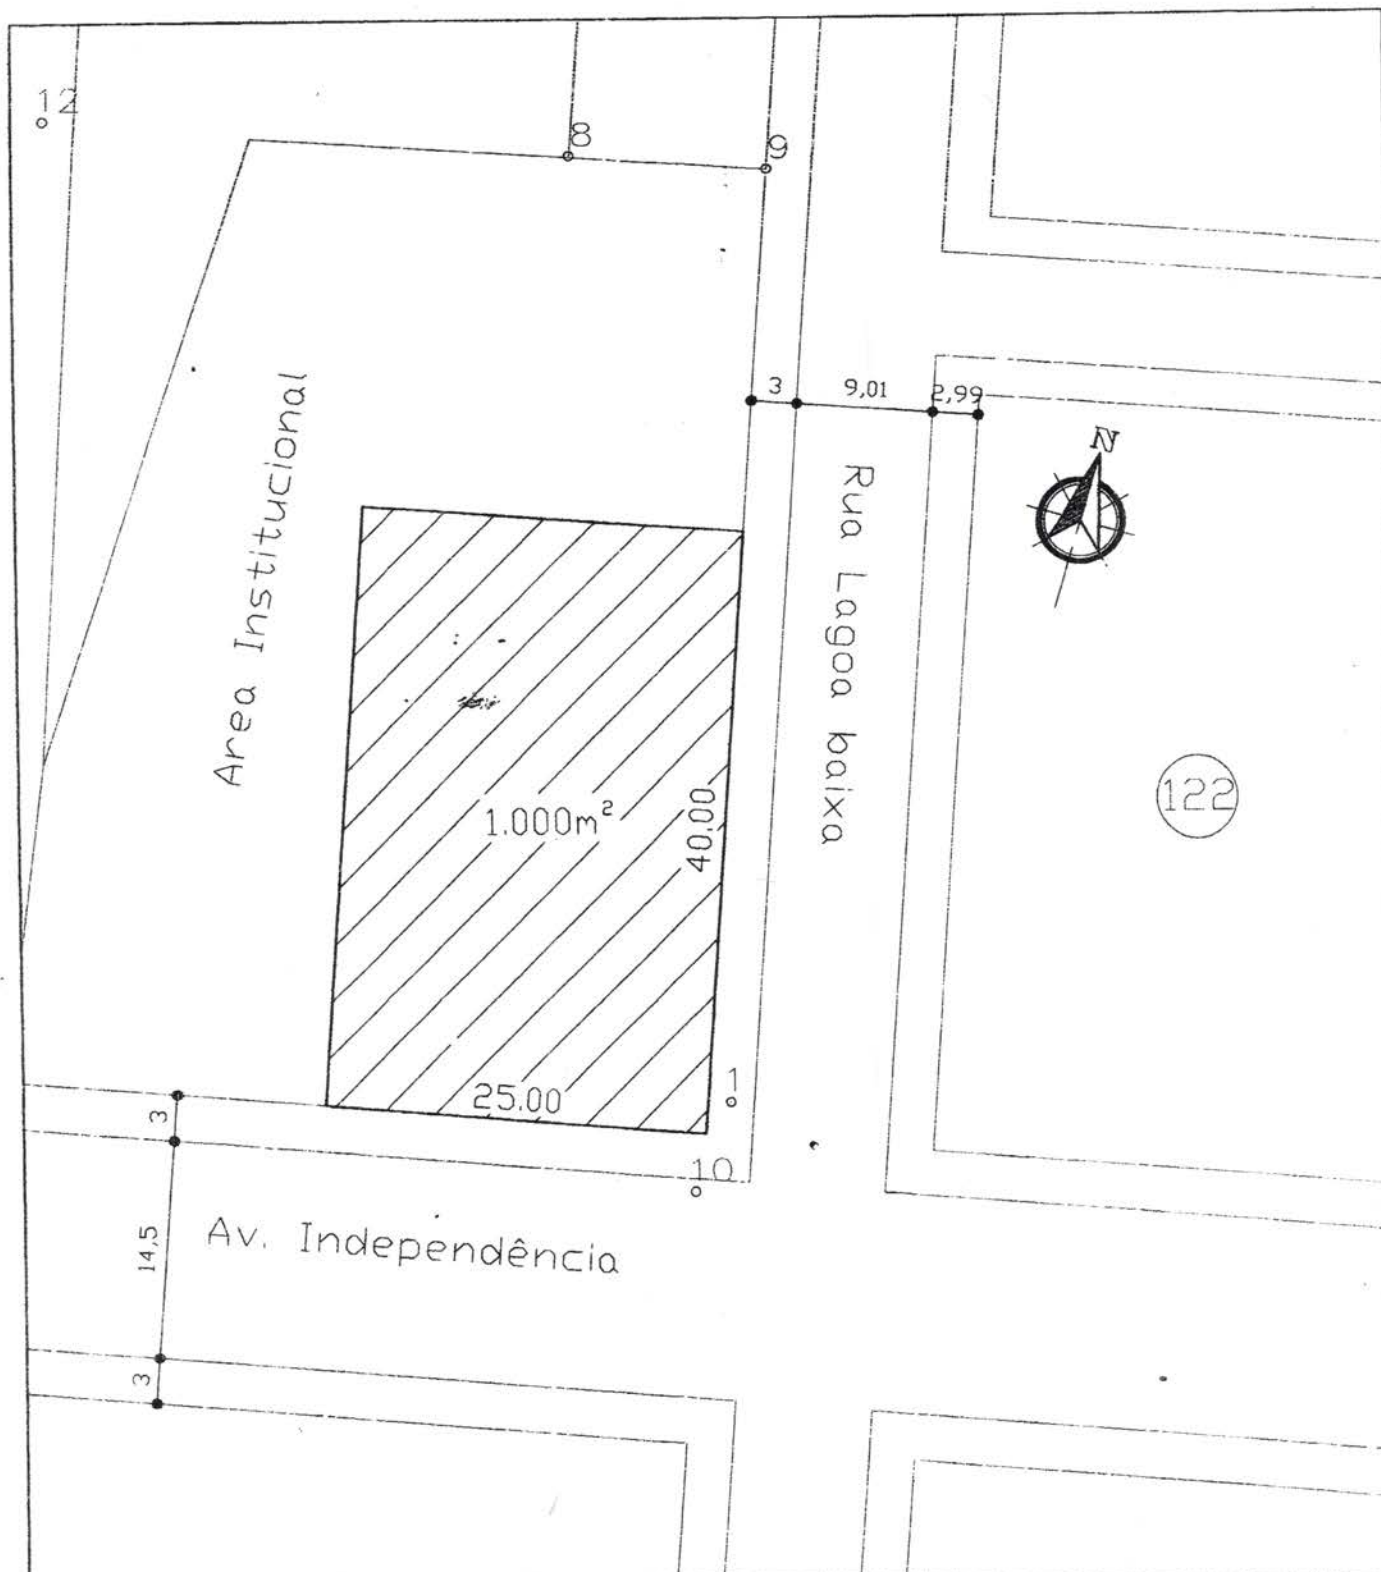 12
8
9
3
9,01
2,99
N
Area Institucional
Rua Lagoa baixa
122
1.000m²
40.00
25.00
1
10
3
14,5
3
Av. Independência